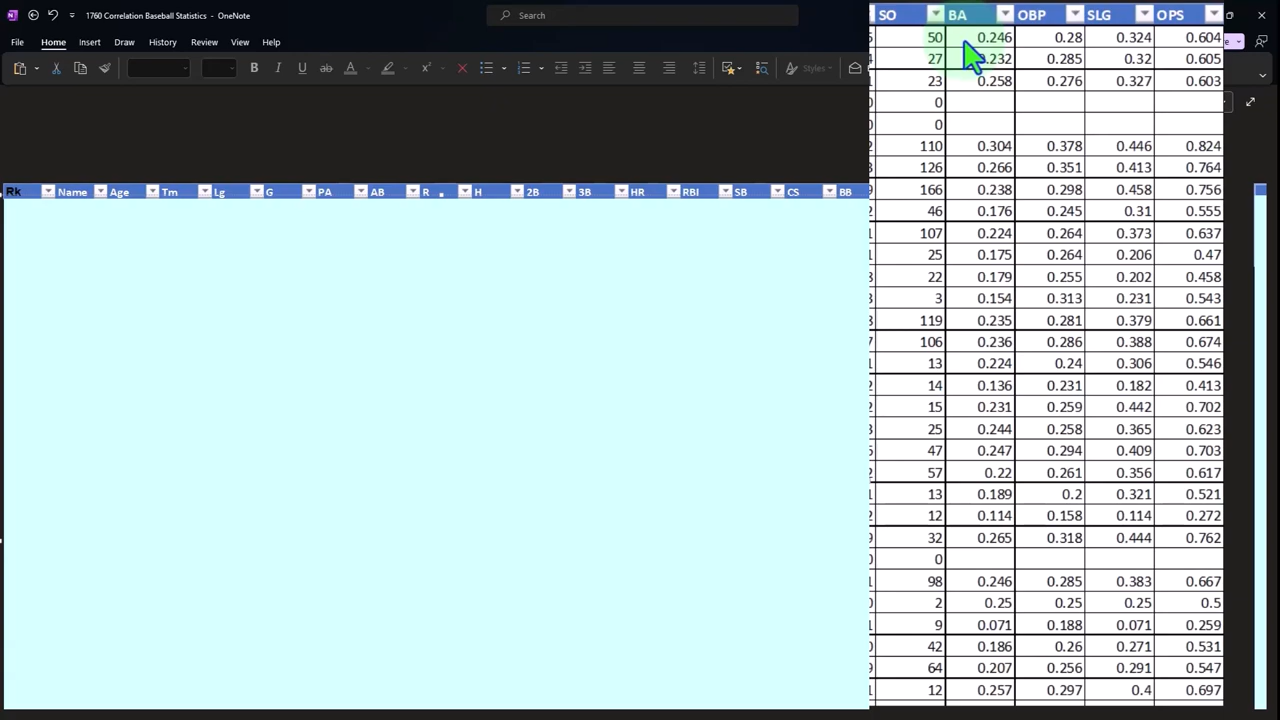 1760 Correlation Baseball Statistics - OneNote
Search
File Home Insert Draw History Review View Help
Styles
Rk Name Age Tm Lg G PA AB R H 2B 3B HR RBI SB CS BB
SO BA OBP SLG OPS
50 0.246 0.28 0.324 0.604
27 0.232 0.285 0.32 0.605
23 0.258 0.276 0.327 0.603
0
0
110 0.304 0.378 0.446 0.824
126 0.266 0.351 0.413 0.764
166 0.238 0.298 0.458 0.756
46 0.176 0.245 0.31 0.555
107 0.224 0.264 0.373 0.637
25 0.175 0.264 0.206 0.47
22 0.179 0.255 0.202 0.458
3 0.154 0.313 0.231 0.543
119 0.235 0.281 0.379 0.661
106 0.236 0.286 0.388 0.674
13 0.224 0.24 0.306 0.546
14 0.136 0.231 0.182 0.413
15 0.231 0.259 0.442 0.702
25 0.244 0.258 0.365 0.623
47 0.247 0.294 0.409 0.703
57 0.22 0.261 0.356 0.617
13 0.189 0.2 0.321 0.521
12 0.114 0.158 0.114 0.272
32 0.265 0.318 0.444 0.762
0
98 0.246 0.285 0.383 0.667
2 0.25 0.25 0.25 0.5
9 0.071 0.188 0.071 0.259
42 0.186 0.26 0.271 0.531
64 0.207 0.256 0.291 0.547
12 0.257 0.297 0.4 0.697